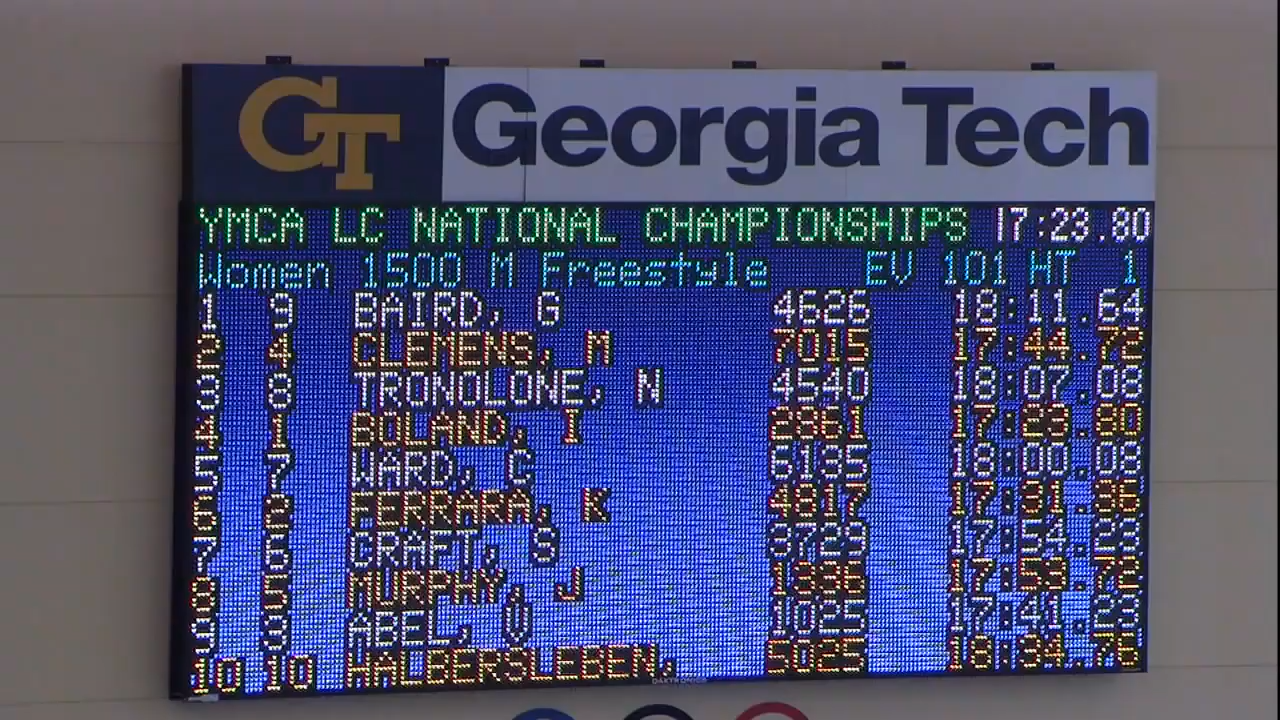 GT Georgia Tech
YMCA LC NATIONAL CHAMPIONSHIPS 17:23.80
Women 1500 M Freestyle EV 101 HT 1
1 9 BAIRD, G 4626 18:11.64
2 4 CLEMENS, M 7015 17:44.72
3 8 TRONOLONE, N 4540 18:07.08
4 1 BOLAND, I 2861 17:23.80
5 7 WARD, C 6135 18:00.08
6 2 FERRARA, K 4817 17:31.36
7 6 CRAFT, S 3729 17:54.23
8 5 MURPHY, J 1336 17:59.72
9 3 ABEL, V 1025 17:41.23
10 10 HALBERSLEBEN, 5025 18:34.76
DAKTRONICS